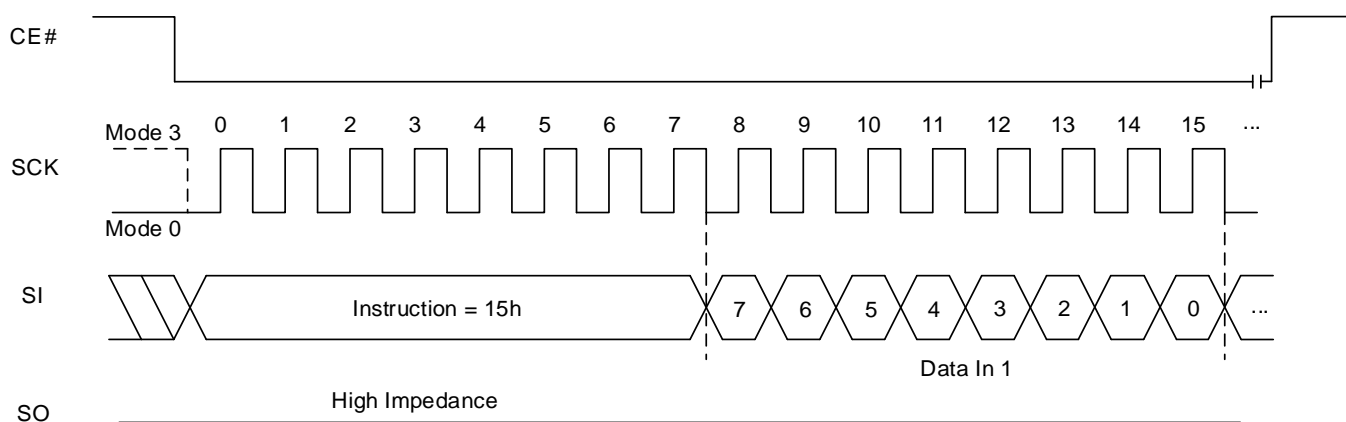 CE#
Mode 3 0 1 2 3 4 5 6 7 8 9 10 11 12 13 14 15 ...
SCK
Mode 0
SI Instruction = 15h 7 6 5 4 3 2 1 0 ...
Data In 1
High Impedance
SO